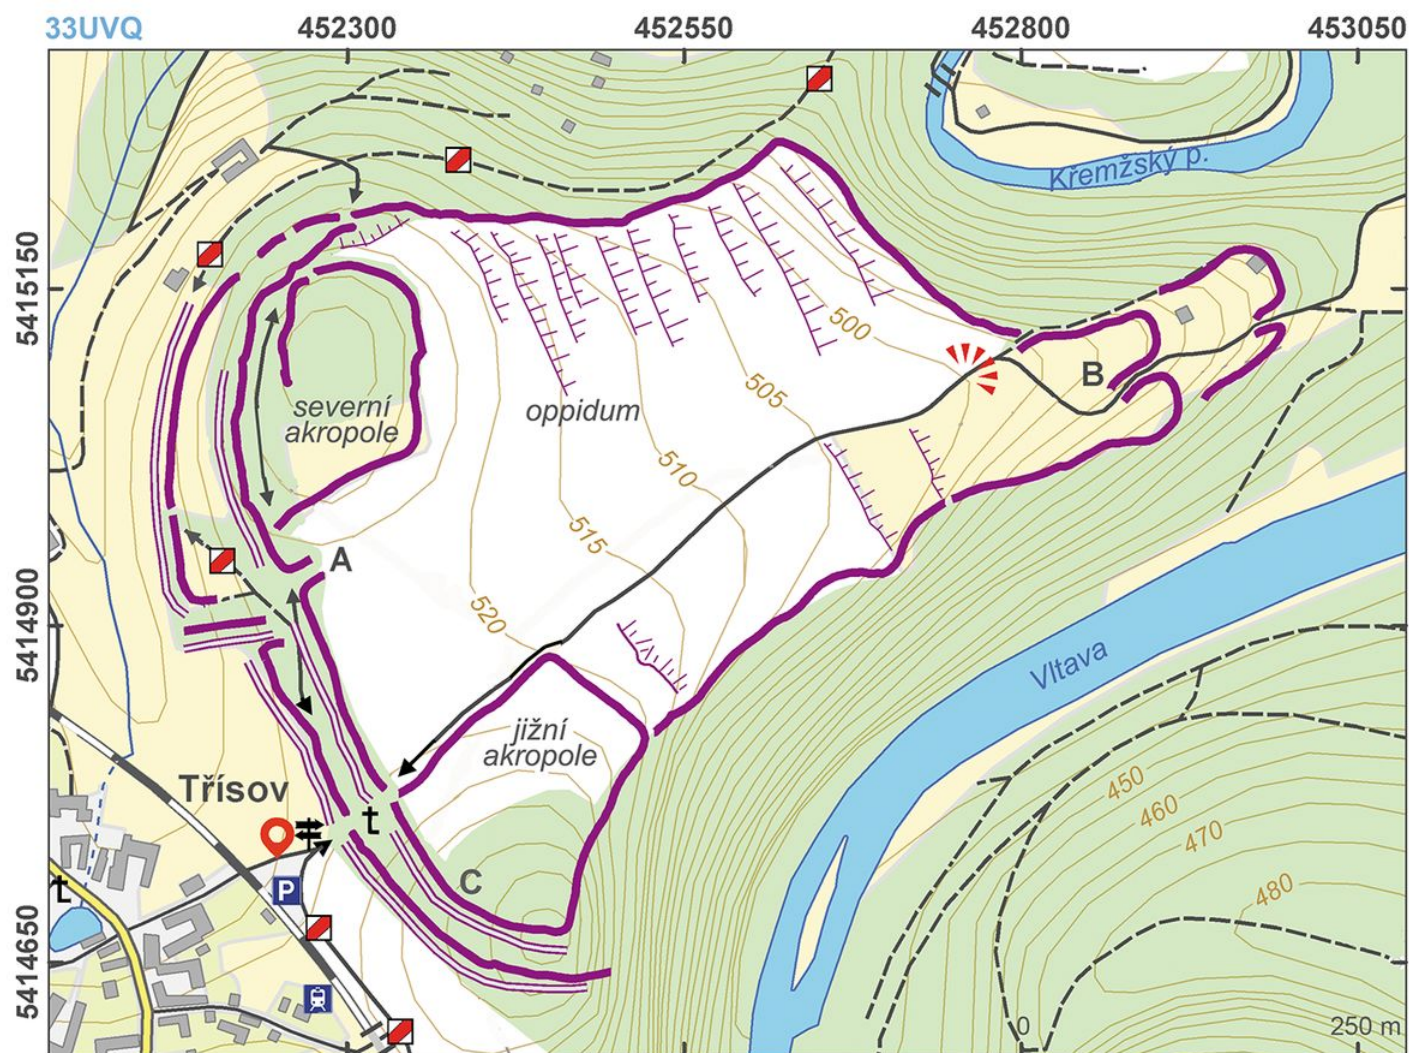 33UVQ
452300
452550
452800
453050
Křemžský p.
5415150
500
B
505
severní
akropole
oppidum
510
515
A
5414900
520
Vltava
jižní
akropole
450
460
470
Třísov
t
C
480
t
P
5414650
0
250 m